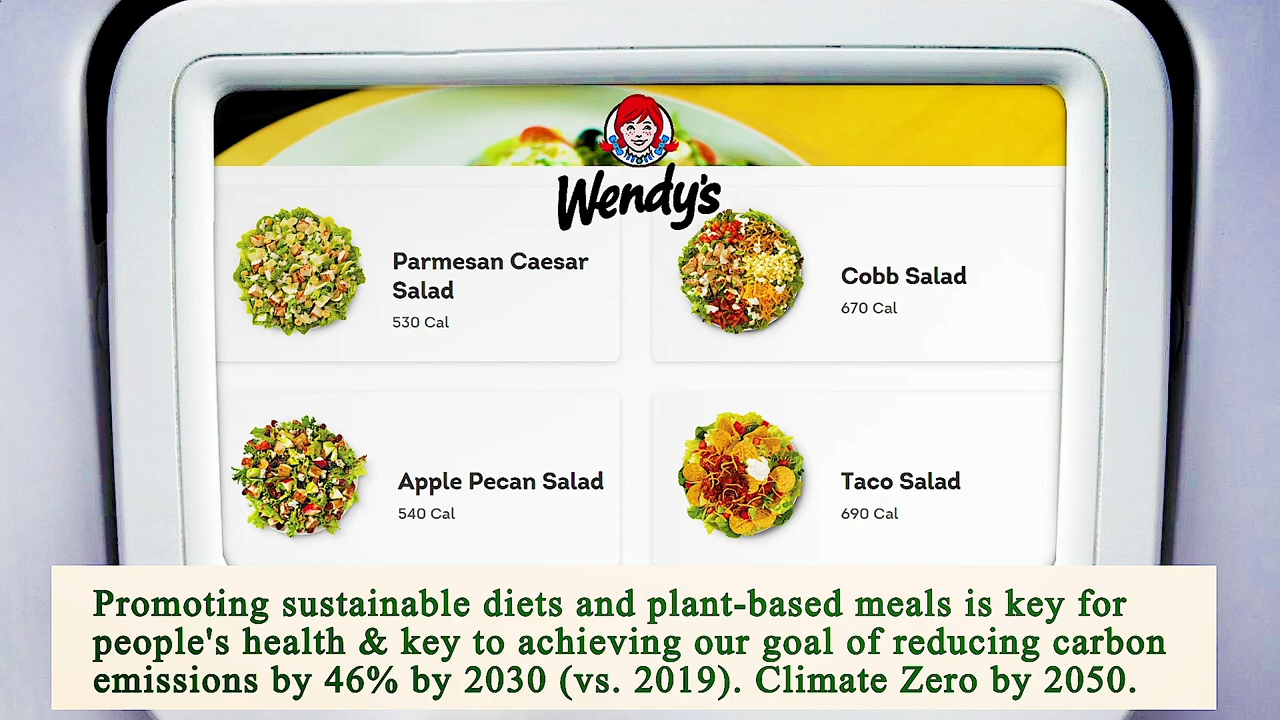 Wendy's
Parmesan Caesar
Salad
530 Cal
Cobb Salad
670 Cal
Apple Pecan Salad
540 Cal
Taco Salad
690 Cal
Promoting sustainable diets and plant-based meals is key for
people's health & key to achieving our goal of reducing carbon
emissions by 46% by 2030 (vs. 2019). Climate Zero by 2050.